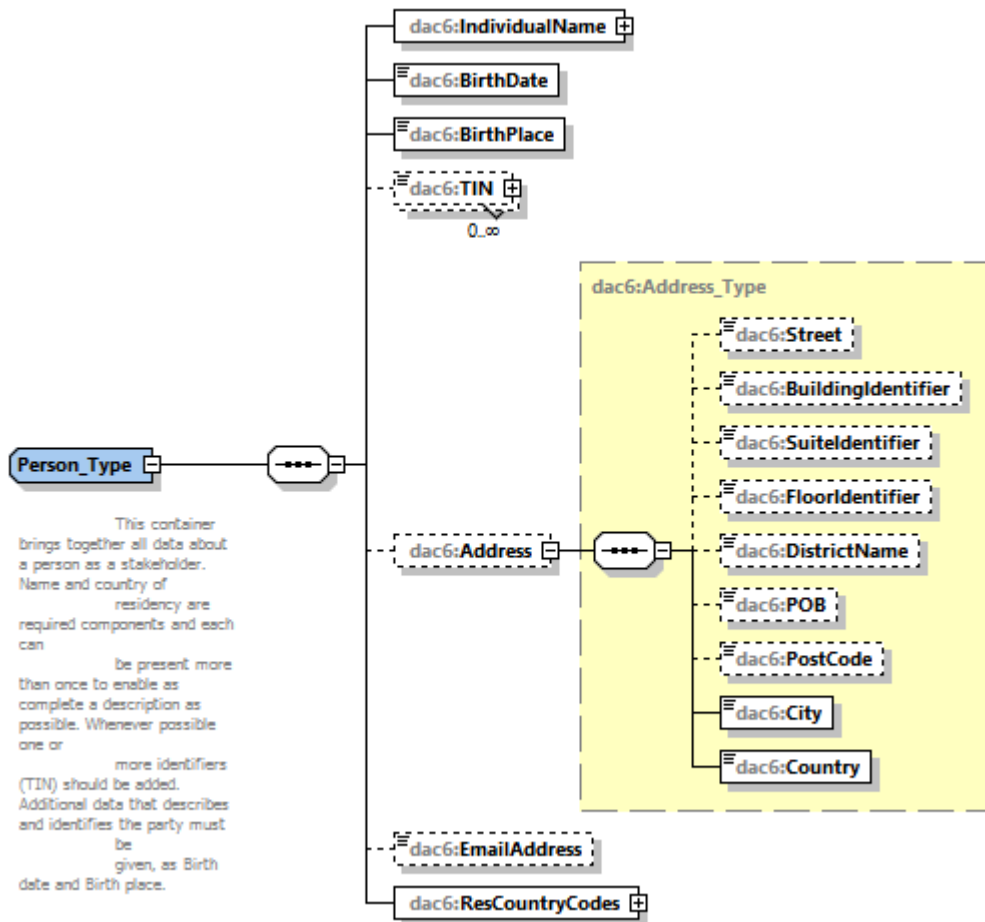 dac6:IndividualName
dac6:BirthDate
dac6:BirthPlace
dac6:TIN
0..∞
dac6:Address_Type
dac6:Street
dac6:BuildingIdentifier
dac6:SuiteIdentifier
Person_Type
dac6:FloorIdentifier
This container
brings together all data about
a person as a stakeholder.
Name and country of
residency are
required components and each
can
be present more
than once to enable as
complete a description as
possible. Whenever possible
one or
more identifiers
(TIN) should be added.
Additional data that describes
and identifies the party must
be
given, as Birth
date and Birth place.
dac6:Address
dac6:DistrictName
dac6:POB
dac6:PostCode
dac6:City
dac6:Country
dac6:EmailAddress
dac6:ResCountryCodes